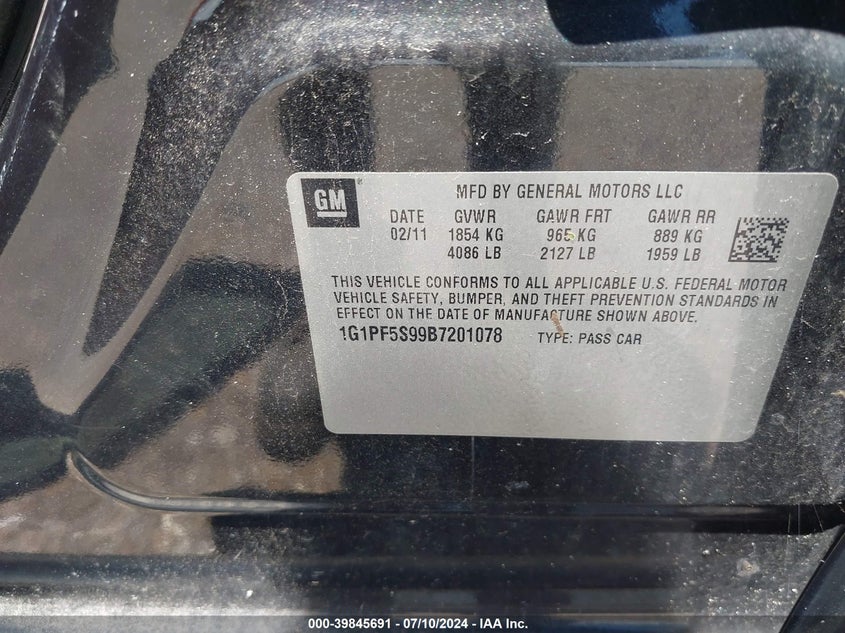 GM
MFD BY GENERAL MOTORS LLC
DATE GVWR GAWR FRT GAWR RR
02/11 1854 KG 965 KG 889 KG
4086 LB 2127 LB 1959 LB
THIS VEHICLE CONFORMS TO ALL APPLICABLE U.S. FEDERAL MOTOR
VEHICLE SAFETY, BUMPER, AND THEFT PREVENTION STANDARDS IN
EFFECT ON THE DATE OF MANUFACTURE SHOWN ABOVE.
1G1PF5S99B7201078 TYPE: PASS CAR
000-39845691 - 07/10/2024 - IAA Inc.